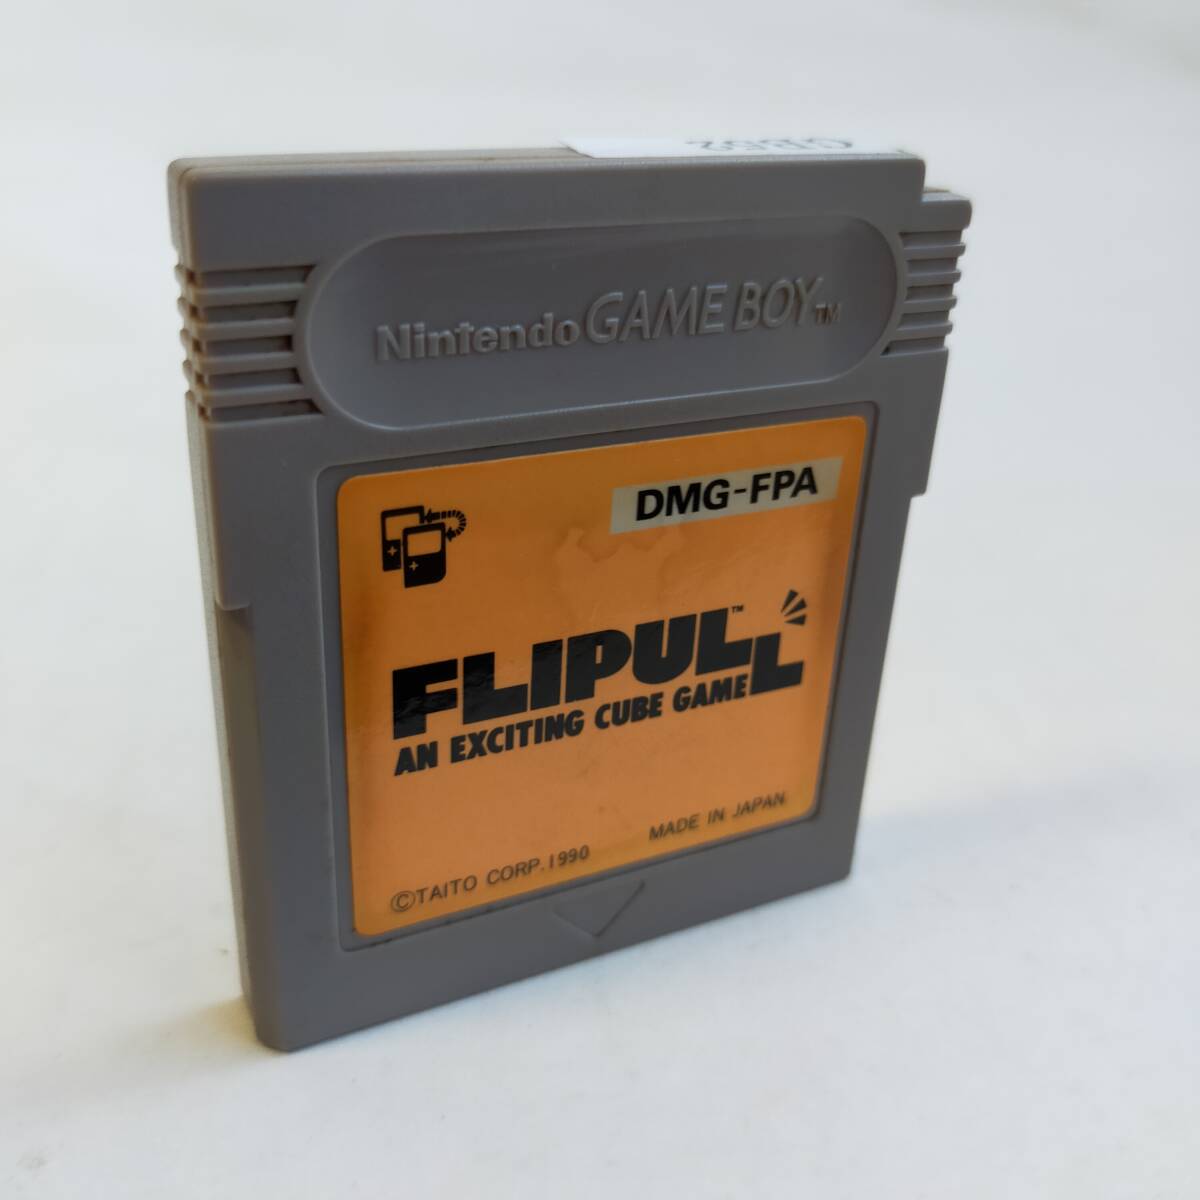 Nintendo GAME BOY™
DMG-FPA
FLIPULL™
AN EXCITING CUBE GAME
MADE IN JAPAN
©TAITO CORP.1990